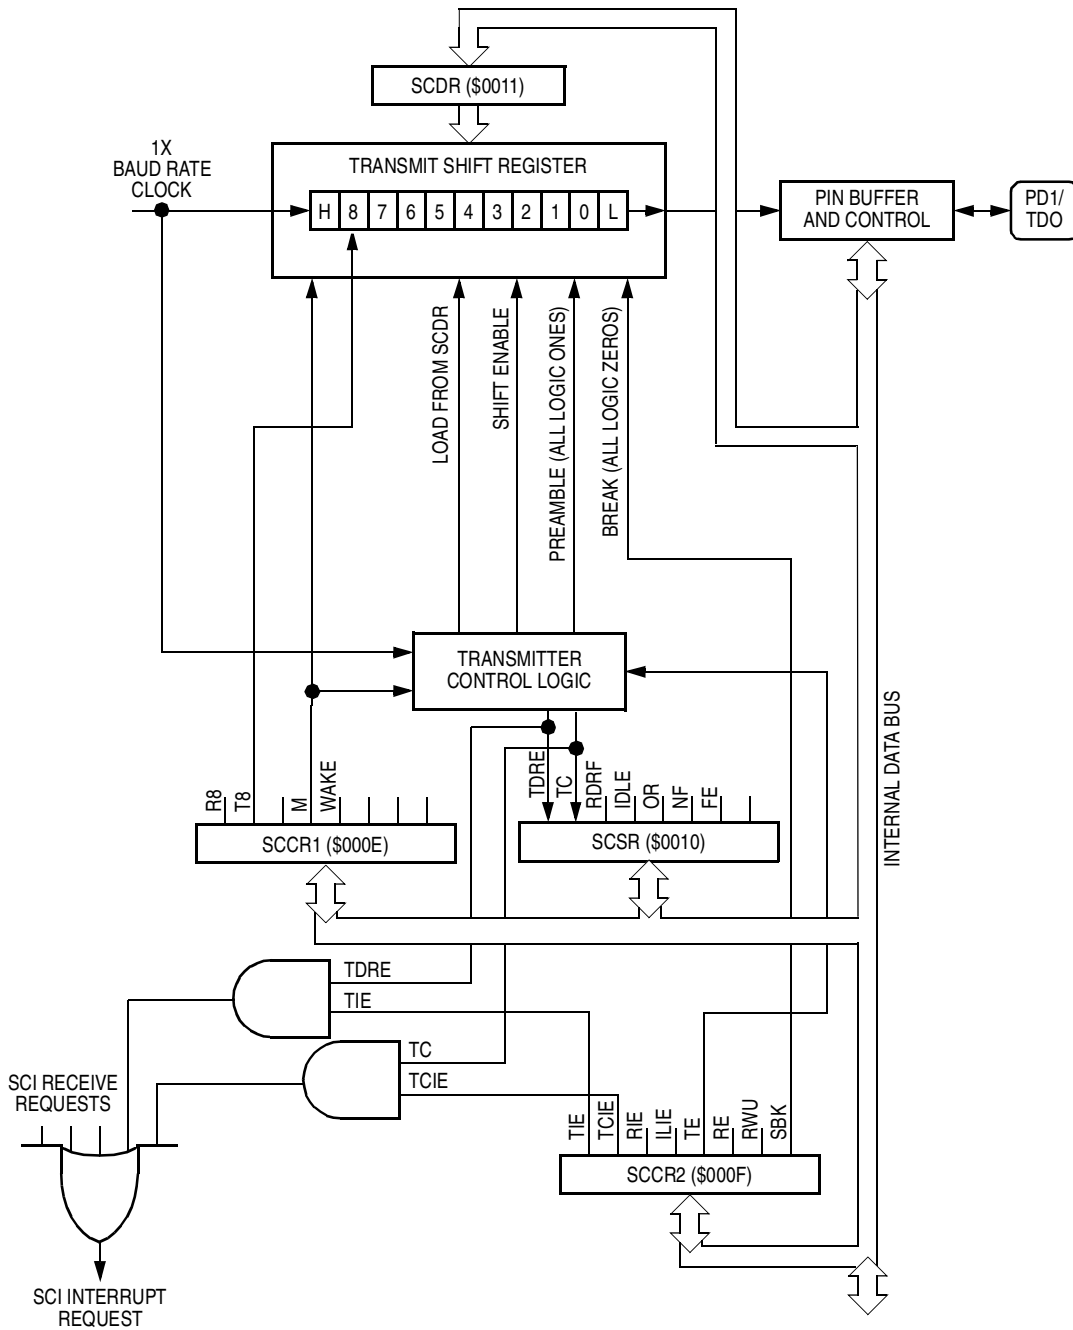 SCDR ($0011)
1X
BAUD RATE
CLOCK
TRANSMIT SHIFT REGISTER
H 8 7 6 5 4 3 2 1 0 L
PIN BUFFER
AND CONTROL
PD1/
TDO
LOAD FROM SCDR
SHIFT ENABLE
PREAMBLE (ALL LOGIC ONES)
BREAK (ALL LOGIC ZEROS)
TRANSMITTER
CONTROL LOGIC
INTERNAL DATA BUS
R8
T8
M
WAKE
SCCR1 ($000E)
TDRE
TC
RDRF
IDLE
OR
NF
FE
SCSR ($0010)
TDRE
TIE
TC
TCIE
SCI RECEIVE
REQUESTS
TIE
TCIE
RIE
ILIE
TE
RE
RWU
SBK
SCCR2 ($000F)
SCI INTERRUPT
REQUEST